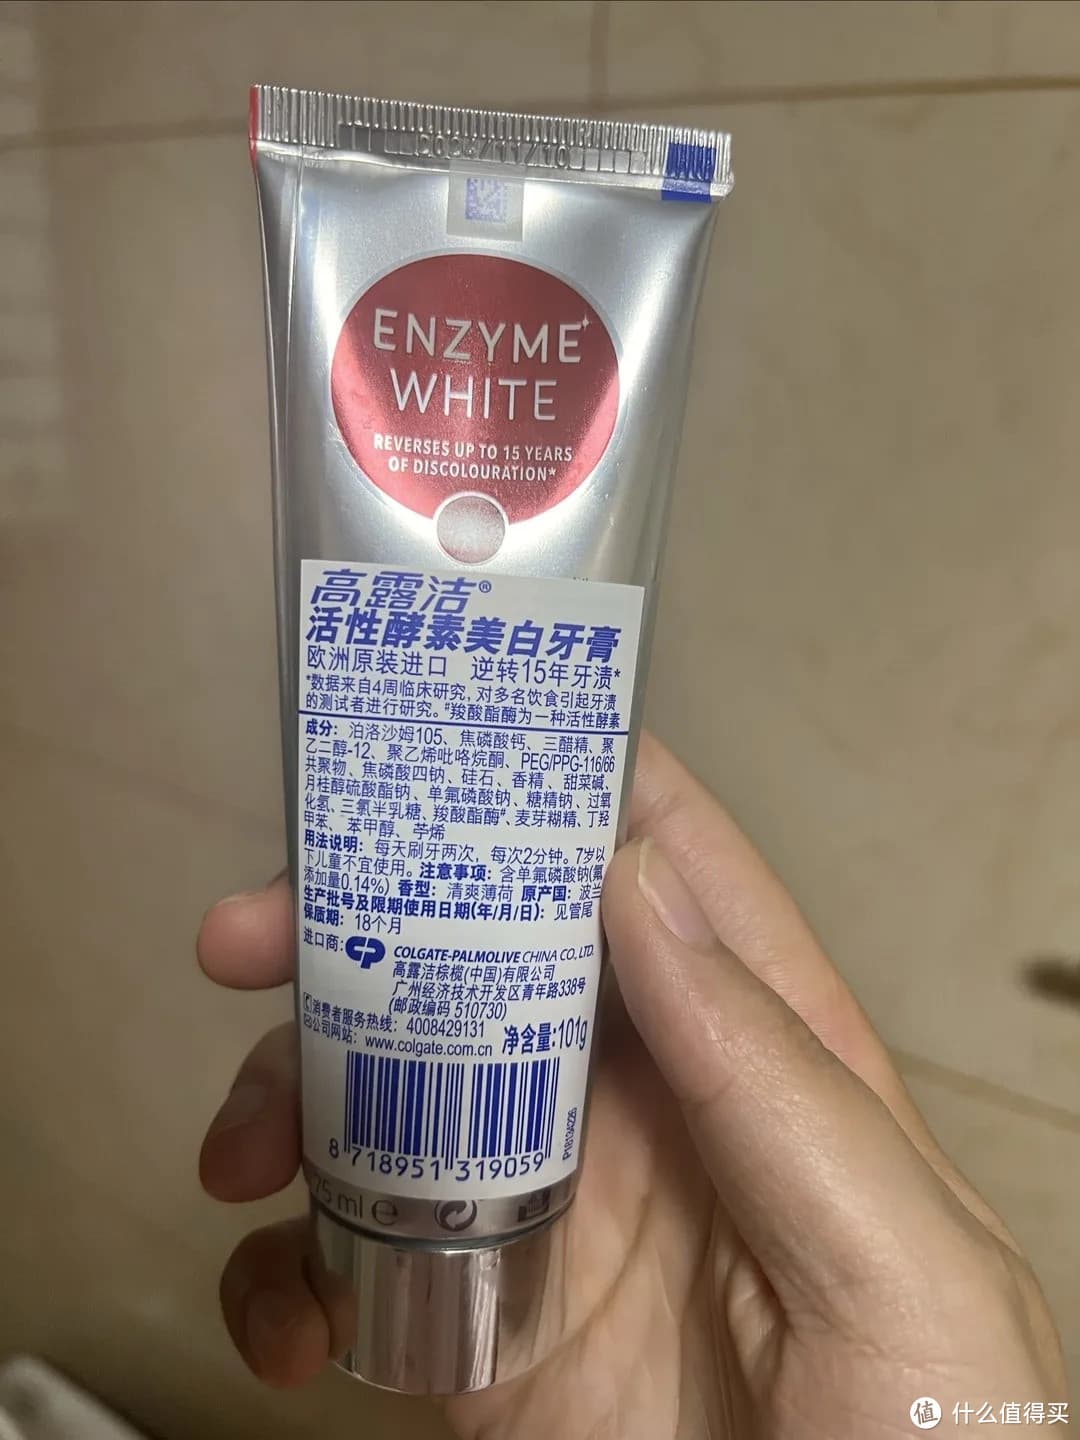 ENZYME
WHITE
REVERSES UP TO 15 YEARS
OF DISCOLOURATION*
高露洁®
活性酵素美白牙膏
欧洲原装进口 逆转15年牙渍*
*数据来自4周临床研究,对多名饮食引起牙渍
的测试者进行研究。#羧酸酯酶为一种活性酵素
成分：泊洛沙姆105、焦磷酸钙、三醋精、聚
乙二醇-12、聚乙烯吡咯烷酮、PEG/PPG-116/66
共聚物、焦磷酸四钠、硅石、香精、甜菜碱、
月桂醇硫酸酯钠、单氟磷酸钠、糖精钠、过氧
化氢、三氯半乳糖、羧酸酯酶#、麦芽糊精、丁羟
甲苯、苯甲醇、苧烯
用法说明：每天刷牙两次，每次2分钟。7岁以
下儿童不宜使用。注意事项：含单氟磷酸钠(氟
添加量0.14%) 香型：清爽薄荷 原产国：波兰
生产批号及限期使用日期(年/月/日)：见管尾
保质期：18个月
进口商: CP COLGATE-PALMOLIVE CHINA CO., LTD.
高露洁棕榄(中国)有限公司
广州经济技术开发区青年路338号
(邮政编码 510730)
消费者服务热线：4008429131
公司网站：www.colgate.com.cn 净含量:101g
8 718951 319059
P18134226
75 ml e
值 什么值得买